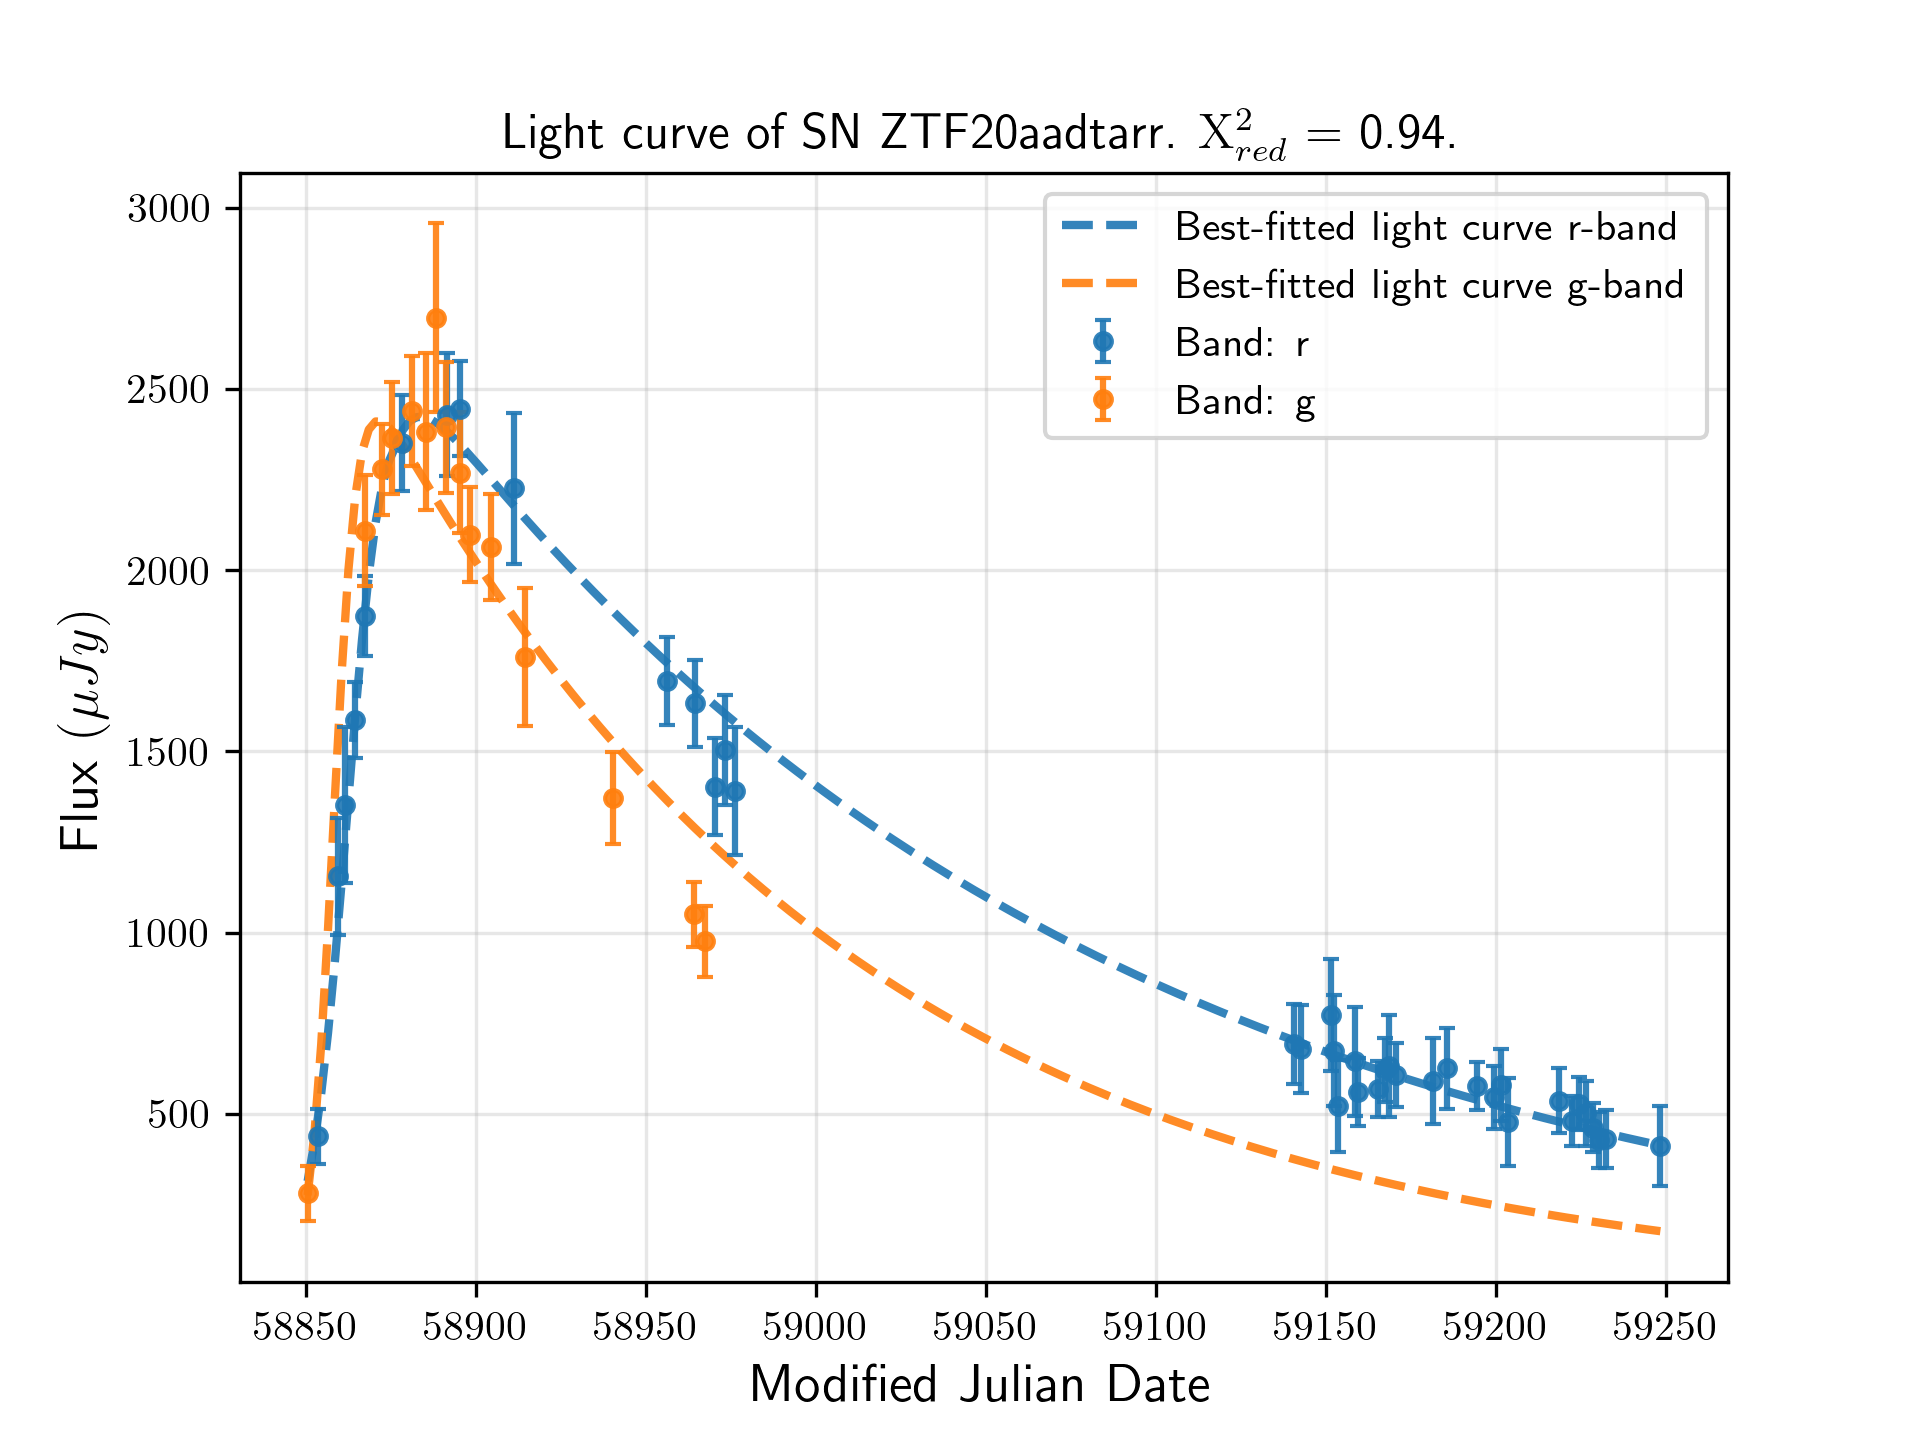 Light curve of SN ZTF20aadtarr. X²red = 0.94.
3000
2500
2000
1500
1000
500
Flux (μJy)
Best-fitted light curve r-band
Best-fitted light curve g-band
Band: r
Band: g
58850 58900 58950 59000 59050 59100 59150 59200 59250
Modified Julian Date